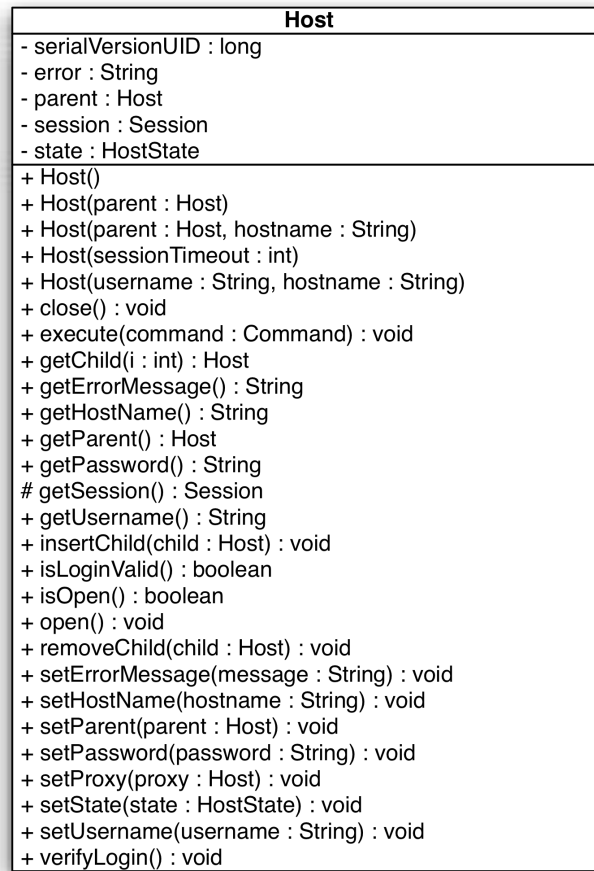 Host
- serialVersionUID : long
- error : String
- parent : Host
- session : Session
- state : HostState
+ Host()
+ Host(parent : Host)
+ Host(parent : Host, hostname : String)
+ Host(sessionTimeout : int)
+ Host(username : String, hostname : String)
+ close() : void
+ execute(command : Command) : void
+ getChild(i : int) : Host
+ getErrorMessage() : String
+ getHostName() : String
+ getParent() : Host
+ getPassword() : String
# getSession() : Session
+ getUsername() : String
+ insertChild(child : Host) : void
+ isLoginValid() : boolean
+ isOpen() : boolean
+ open() : void
+ removeChild(child : Host) : void
+ setErrorMessage(message : String) : void
+ setHostName(hostname : String) : void
+ setParent(parent : Host) : void
+ setPassword(password : String) : void
+ setProxy(proxy : Host) : void
+ setState(state : HostState) : void
+ setUsername(username : String) : void
+ verifyLogin() : void